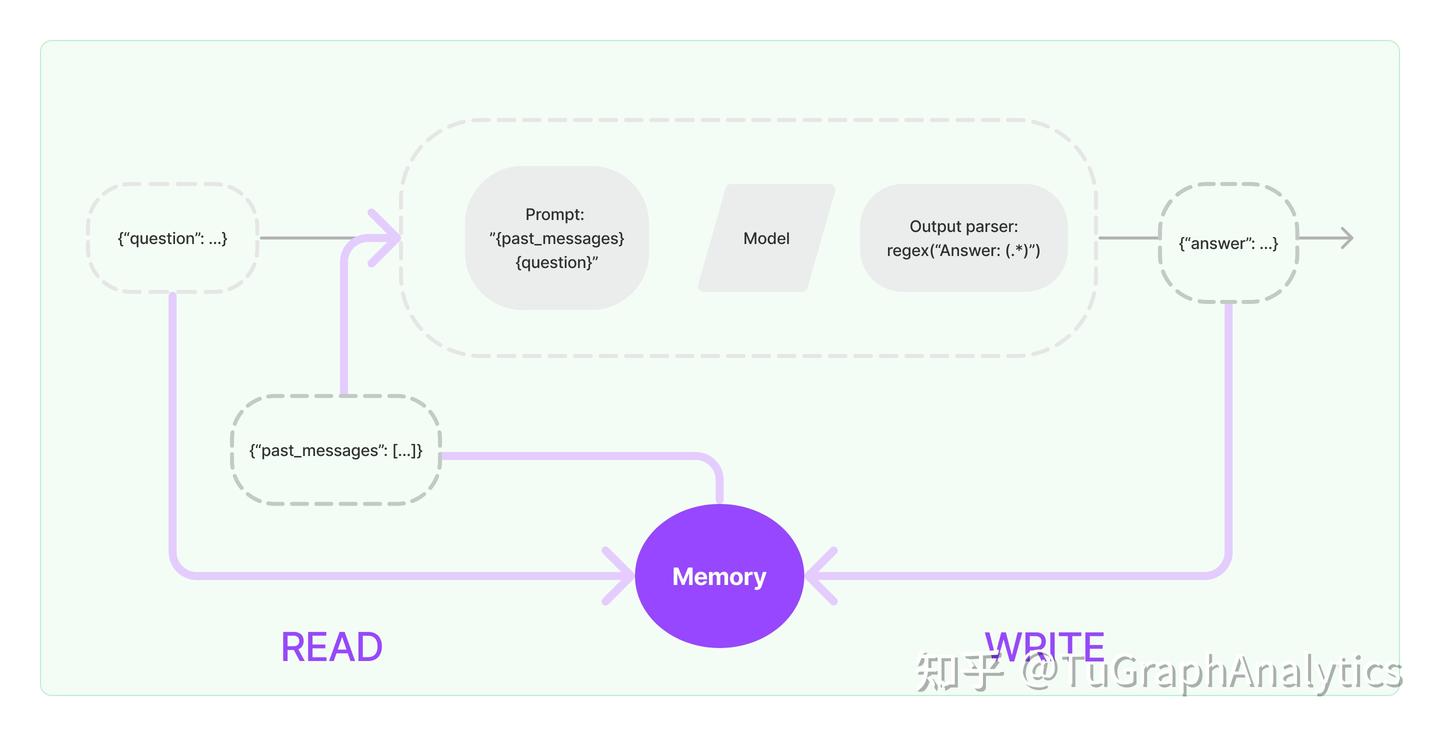 {“question”: ...}
Prompt:
”{past_messages}
{question}”
Model
Output parser:
regex(“Answer: (.*)”)
{“answer”: ...}
{“past_messages”: [...]}
Memory
READ
WRITE
知乎 @TuGraphAnalytics